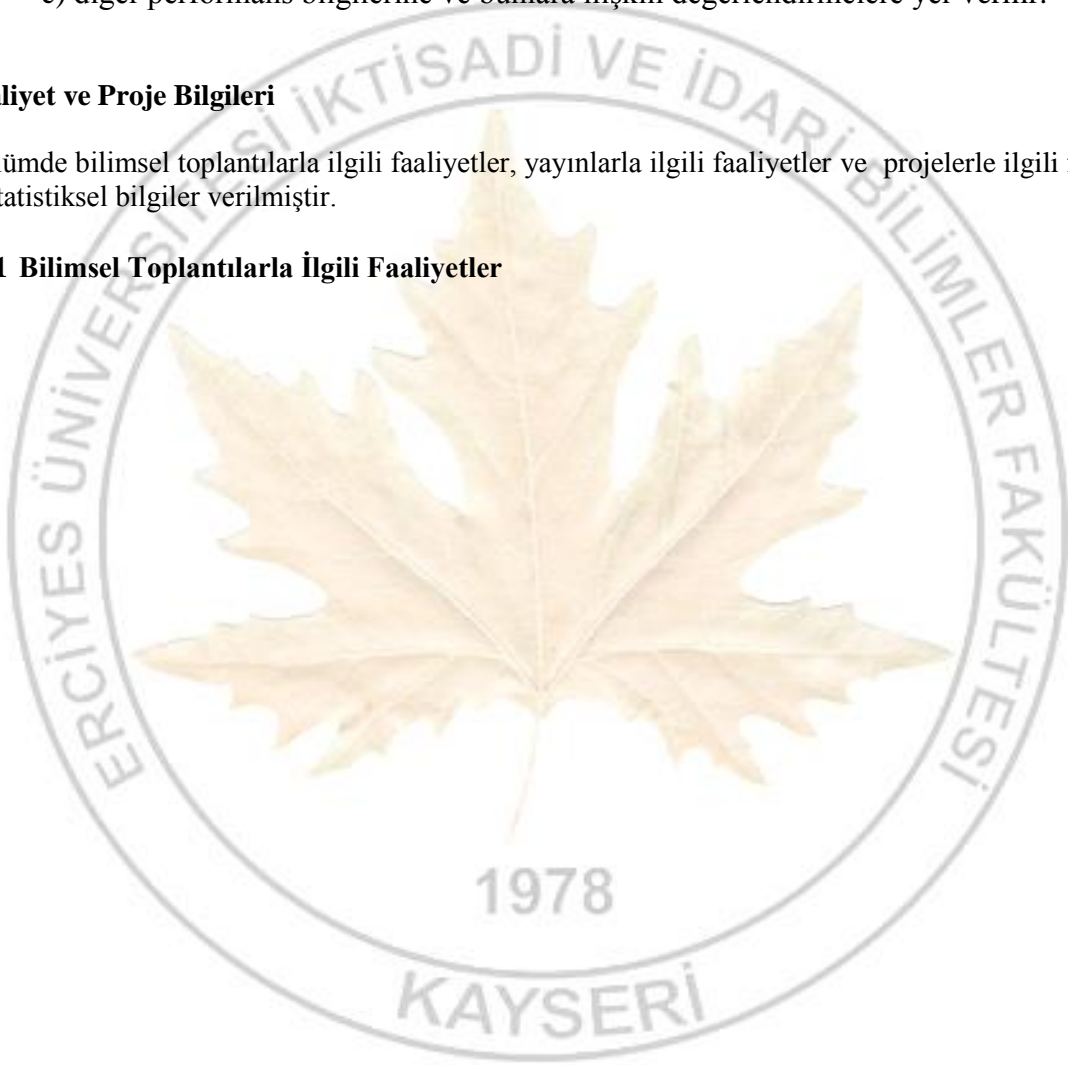 diğer performans bilgilerine ve bunlara ilişkin değerlendirmelere yer verilir.
liyet ve Proje Bilgileri
lümde bilimsel toplantılarla ilgili faaliyetler, yayınlarla ilgili faaliyetler ve projelerle ilgili
tatistiksel bilgiler verilmiştir.
1 Bilimsel Toplantılarla İlgili Faaliyetler
ERCİYES ÜNİVERSİTESİ İKTİSADİ VE İDARİ BİLİMLER FAKÜLTESİ
1978
KAYSERİ